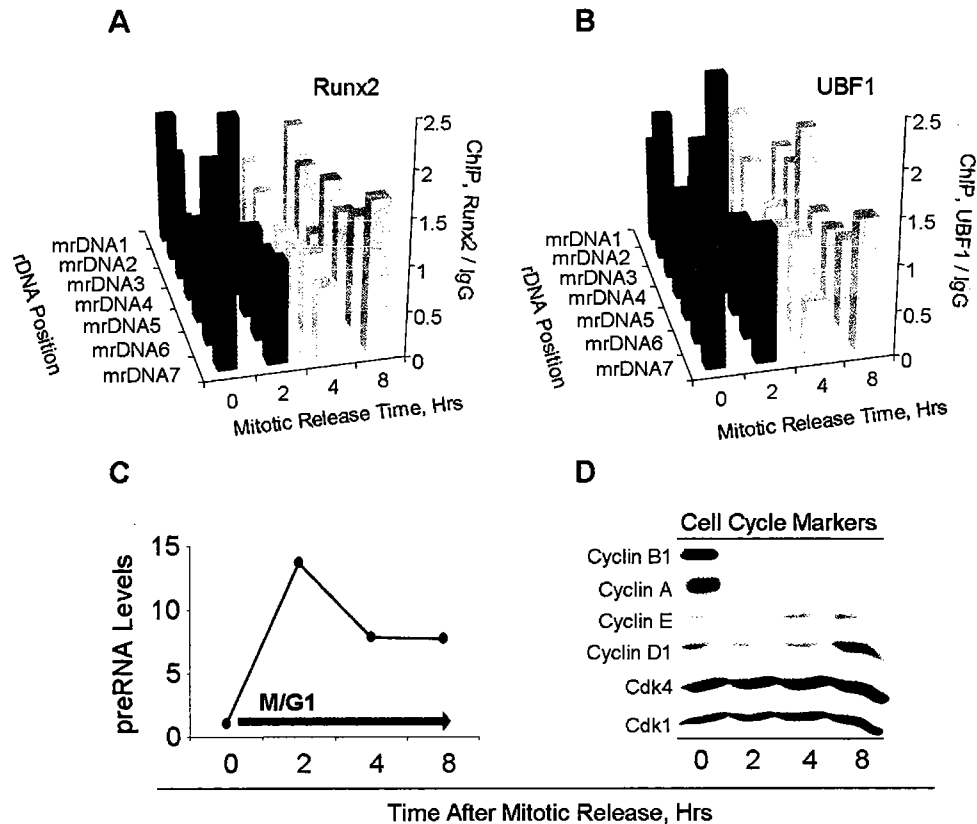 A
Runx2
2.5
2
1.5
1
0.5
0
ChIP, Runx2 / IgG
mrDNA1
mrDNA2
mrDNA3
mrDNA4
mrDNA5
mrDNA6
mrDNA7
rDNA Position
0
2
4
8
Mitotic Release Time, Hrs
B
UBF1
2.5
2
1.5
1
0.5
0
ChIP, UBF1 / IgG
mrDNA1
mrDNA2
mrDNA3
mrDNA4
mrDNA5
mrDNA6
mrDNA7
rDNA Position
0
2
4
8
Mitotic Release Time, Hrs
C
15
10
5
0
preRNA Levels
M/G1
0 2 4 8
D
Cell Cycle Markers
Cyclin B1
Cyclin A
Cyclin E
Cyclin D1
Cdk4
Cdk1
0 2 4 8
Time After Mitotic Release, Hrs